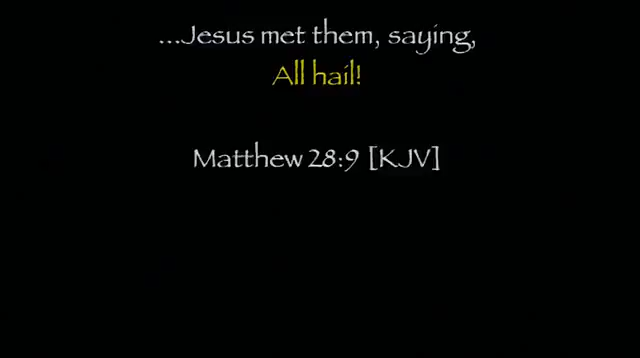 ...Jesus met them, saying,
All hail!
Matthew 28:9 [KJV]